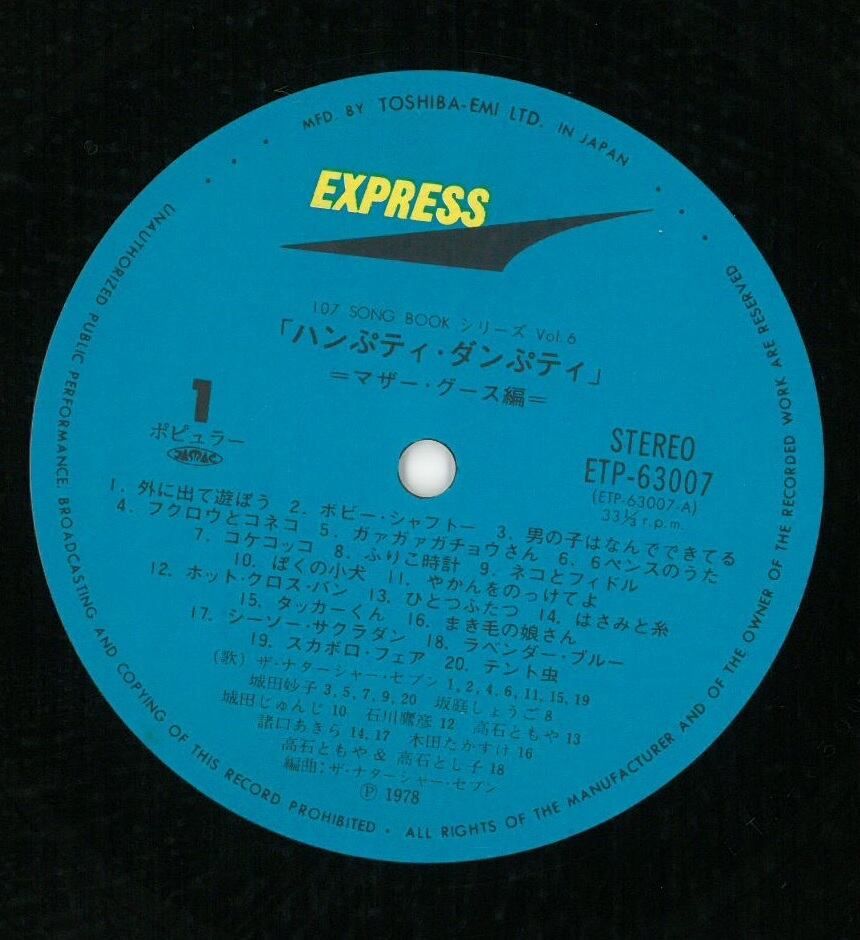 MFD. BY TOSHIBA-EMI LTD. IN JAPAN
EXPRESS
107 SONG BOOK シリーズ Vol. 6
「ハンぷティ・ダンぷティ」
=マザー・グース編=
1
ポピュラー
JASRAC
STEREO
ETP-63007
(ETP-63007-A)
33⅓ r.p.m.
1. 外に出て遊ぼう 2. ボビー・シャフトー 3. 男の子はなんでできてる
4. フクロウとコネコ 5. ガァガァガチョウさん 6. 6ペンスのうた
7. コケコッコ 8. ふりこ時計 9. ネコとフィドル
10. ぼくの小犬 11. やかんをのっけてよ
12. ホット・クロス・バン 13. ひとつふたつ 14. はさみと糸
15. タッカーくん 16. まき毛の娘さん
17. シーソー・サクラダン 18. ラベンダー・ブルー
19. スカボロ・フェア 20. テント虫
(歌) ザ・ナターシャー・セブン 1, 2, 4, 6, 11, 15, 19
城田妙子 3, 5, 7, 9, 20 坂庭しょうご 8
城田じゅんじ 10 石川鷹彦 12 高石ともや 13
諸口あきら 14, 17 木田たかすけ 16
高石ともや & 高石とし子 18
編曲：ザ・ナターシャー・セブン
Ⓟ 1978
UNAUTHORIZED PUBLIC PERFORMANCE, BROADCASTING AND COPYING OF THIS RECORD PROHIBITED • ALL RIGHTS OF THE MANUFACTURER AND OF THE OWNER OF THE RECORDED WORK ARE RESERVED